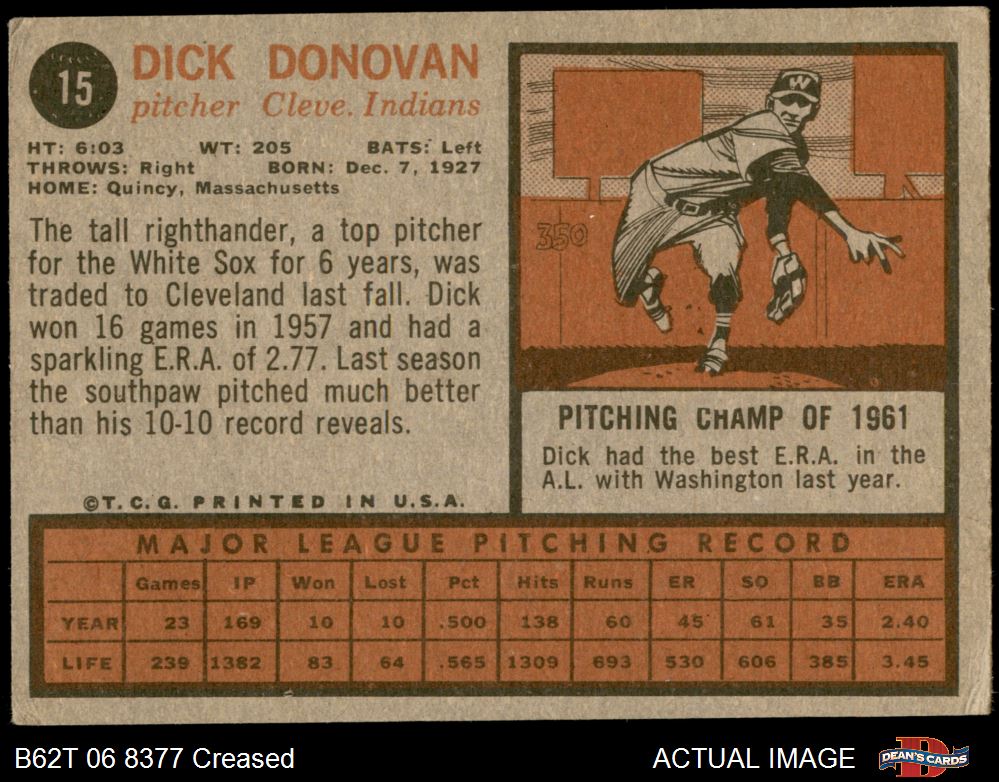 15
DICK DONOVAN
pitcher Cleve. Indians
HT: 6:03 WT: 205 BATS: Left
THROWS: Right BORN: Dec. 7, 1927
HOME: Quincy, Massachusetts
The tall righthander, a top pitcher
for the White Sox for 6 years, was
traded to Cleveland last fall. Dick
won 16 games in 1957 and had a
sparkling E.R.A. of 2.77. Last season
the southpaw pitched much better
than his 10-10 record reveals.
©T.C.G. PRINTED IN U.S.A.
W
350
PITCHING CHAMP OF 1961
Dick had the best E.R.A. in the
A.L. with Washington last year.
MAJOR LEAGUE PITCHING RECORD
Games IP Won Lost Pct Hits Runs ER SO BB ERA
YEAR 23 169 10 10 .500 138 60 45 61 35 2.40
LIFE 239 1382 83 64 .565 1309 693 530 606 385 3.45
B62T 06 8377 Creased
ACTUAL IMAGE
DEAN'S CARDS